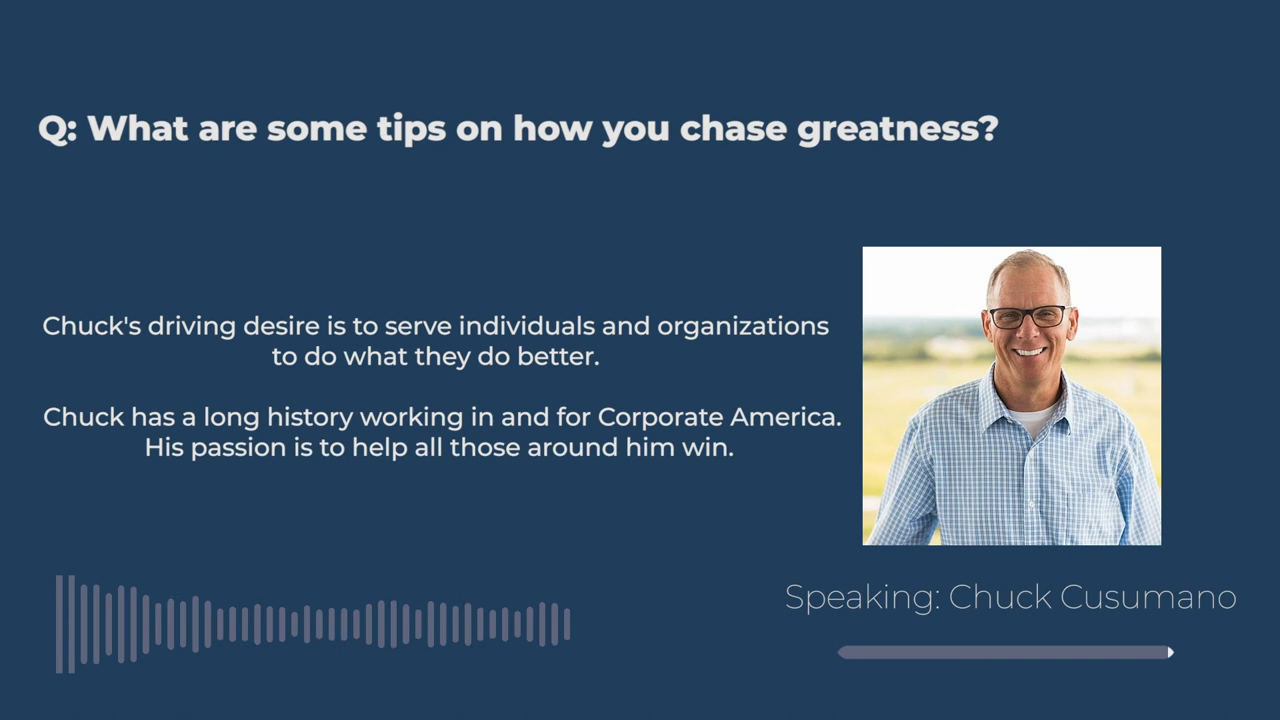 Q: What are some tips on how you chase greatness?
Chuck's driving desire is to serve individuals and organizations
to do what they do better.
Chuck has a long history working in and for Corporate America.
His passion is to help all those around him win.
Speaking: Chuck Cusumano